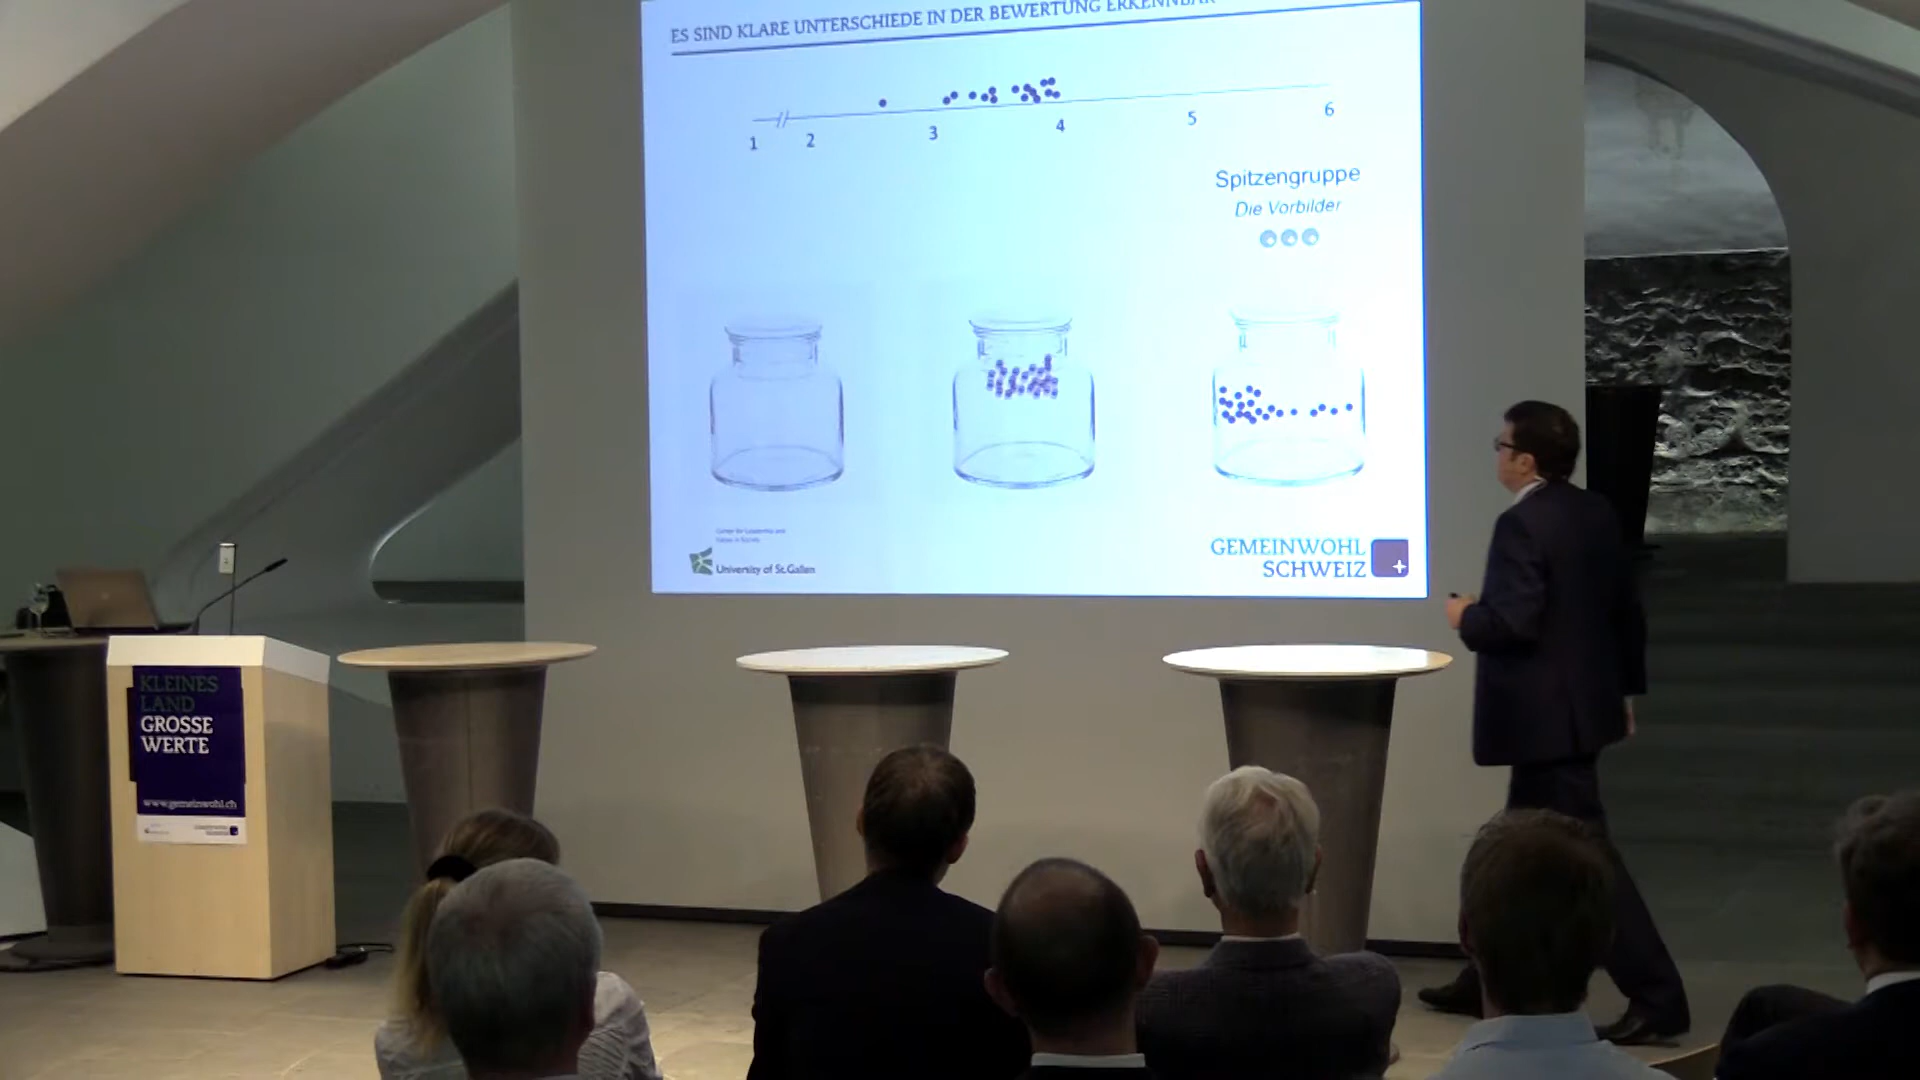 ES SIND KLARE UNTERSCHIEDE IN DER BEWERTUNG ERKENNBAR
1 2 3 4 5 6
Spitzengruppe
Die Vorbilder
University of St.Gallen
GEMEINWOHL
SCHWEIZ
KLEINES
LAND
GROSSE
WERTE
www.gemeinwohl.ch